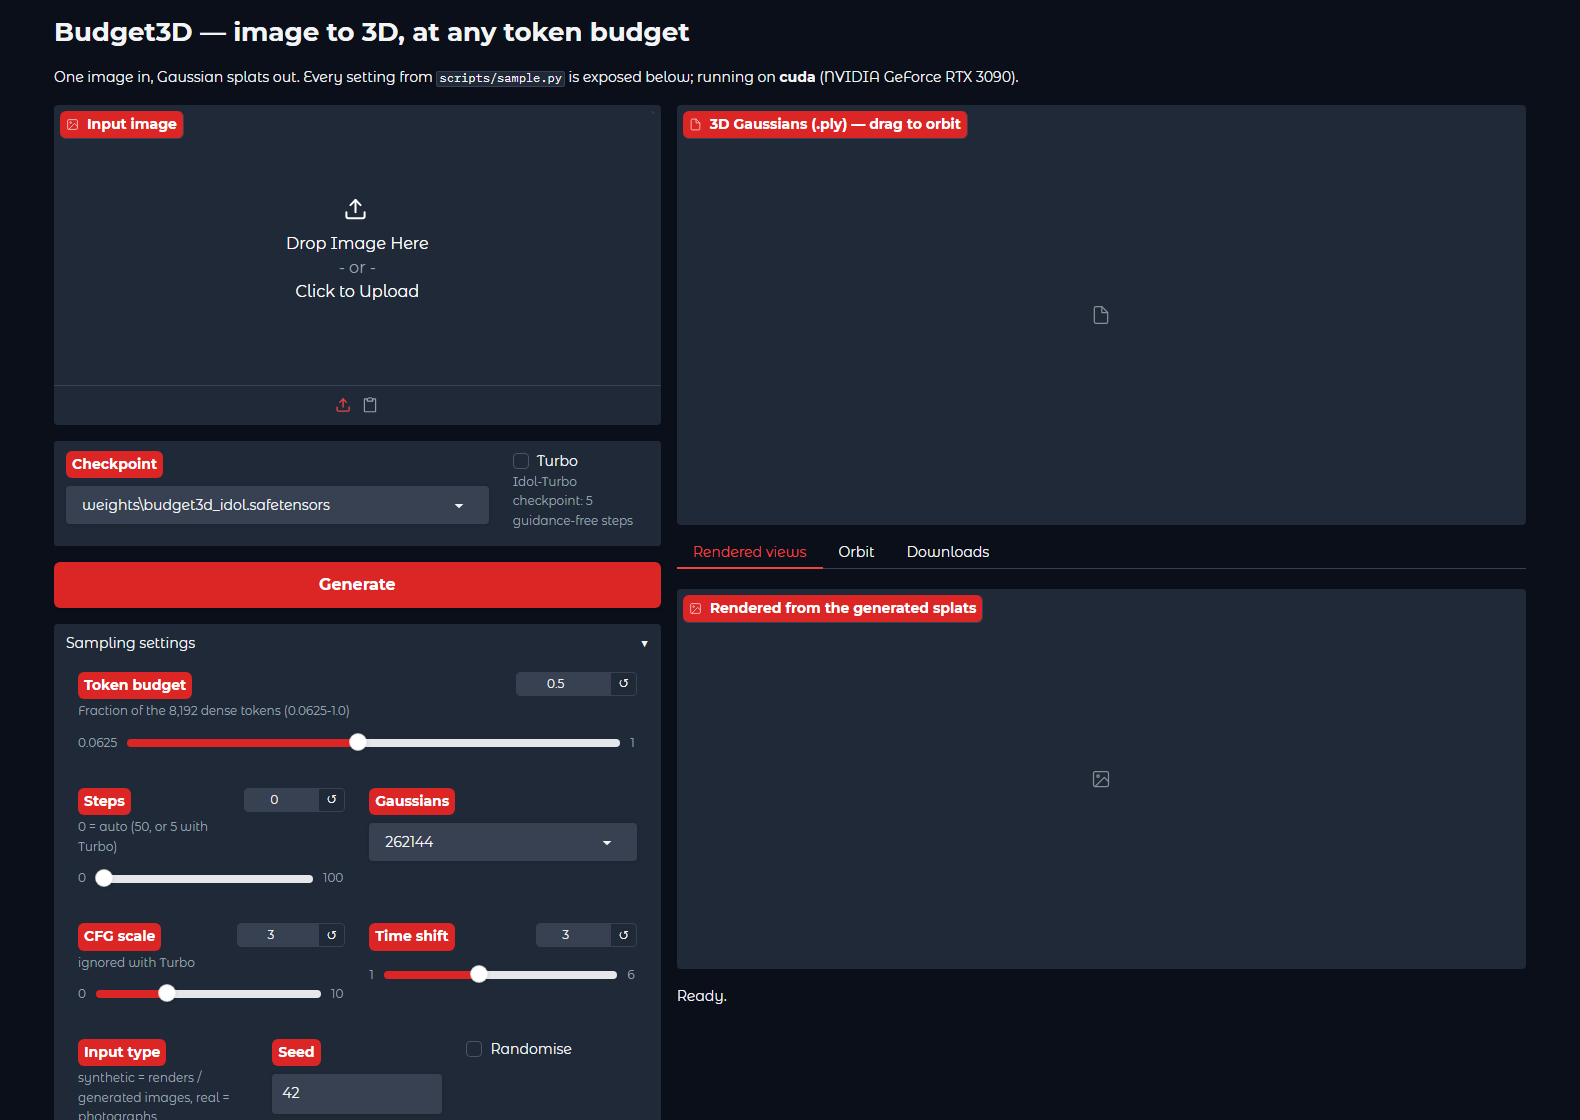 Budget3D — image to 3D, at any token budget
One image in, Gaussian splats out. Every setting from scripts/sample.py is exposed below; running on cuda (NVIDIA GeForce RTX 3090).
Input image
Drop Image Here
- or -
Click to Upload
Checkpoint
weights\budget3d_idol.safetensors
Turbo
Idol-Turbo
checkpoint: 5
guidance-free steps
Generate
Sampling settings
Token budget
0.5
Fraction of the 8,192 dense tokens (0.0625-1.0)
0.0625
1
Steps
0
0 = auto (50, or 5 with
Turbo)
0
100
Gaussians
262144
CFG scale
3
ignored with Turbo
0
10
Time shift
3
1
6
Input type
synthetic = renders /
generated images, real =
photographs
Seed
42
Randomise
3D Gaussians (.ply) — drag to orbit
Rendered views
Orbit
Downloads
Rendered from the generated splats
Ready.